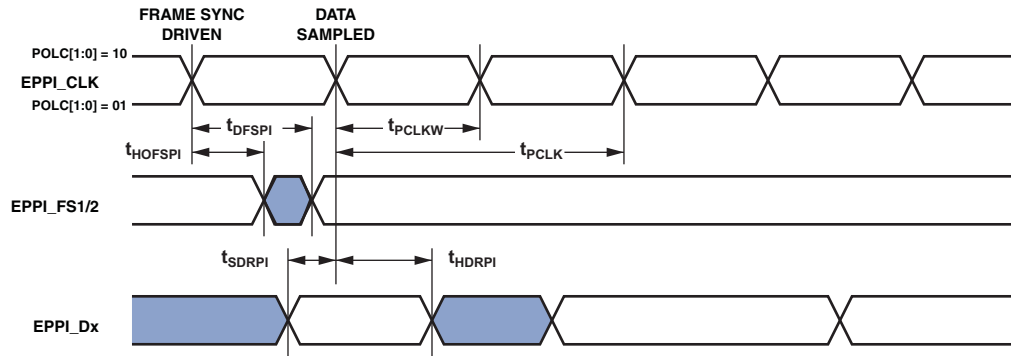 FRAME SYNC
DRIVEN
DATA
SAMPLED
POLC[1:0] = 10
EPPI_CLK
POLC[1:0] = 01
tDFSPI
tPCLKW
tHOFSPI
tPCLK
EPPI_FS1/2
tSDRPI
tHDRPI
EPPI_Dx